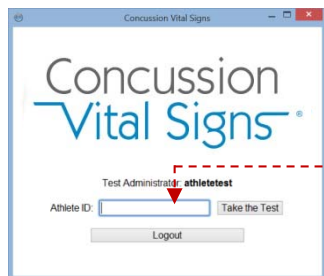 Concussion Vital Signs
Concussion
Vital Signs
Test Administrator: athletetest
Athlete ID:
Take the Test
Logout